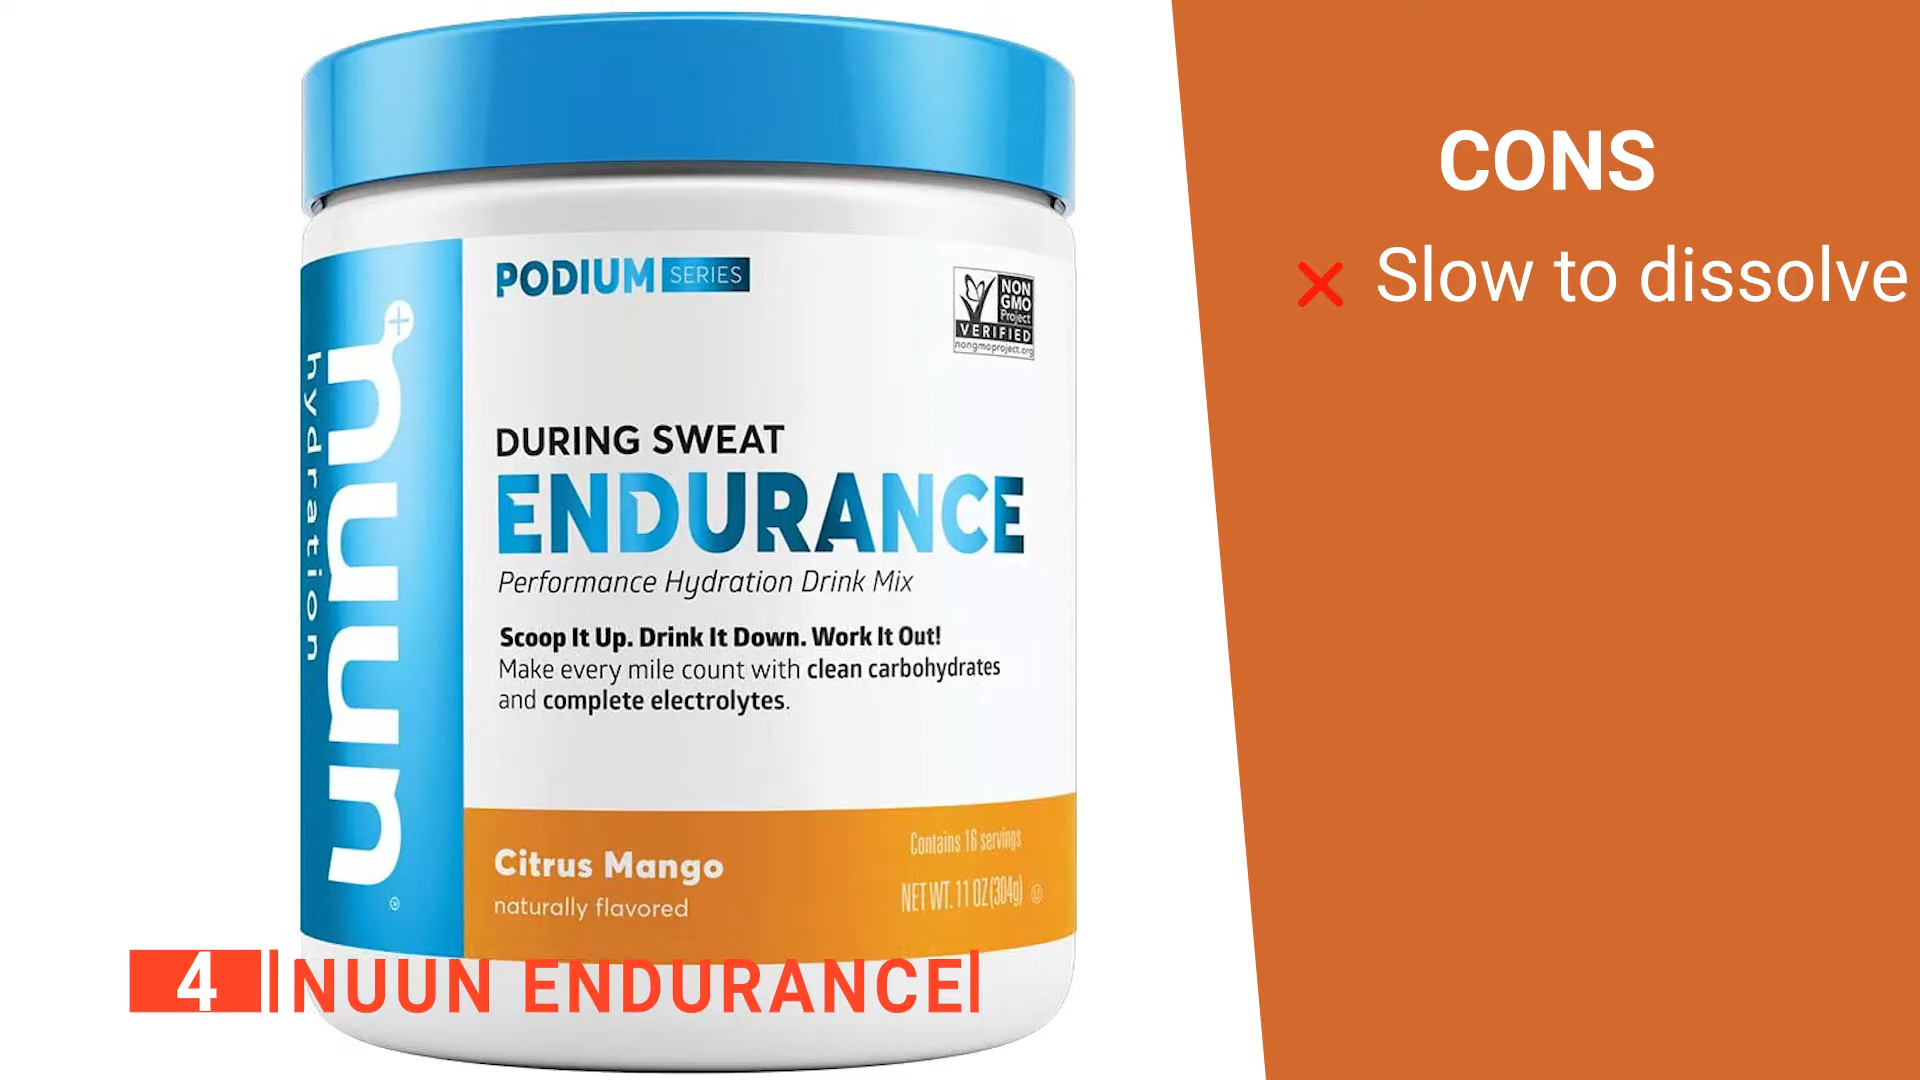 PODIUM SERIES
NON
GMO
Project
VERIFIED
nongmoproject.org
nuun
hydration
DURING SWEAT
ENDURANCE
Performance Hydration Drink Mix
Scoop It Up. Drink It Down. Work It Out!
Make every mile count with clean carbohydrates
and complete electrolytes.
Citrus Mango
naturally flavored
Contains 16 servings
NET WT. 11 OZ (304g)
4 NUUN ENDURANCE
CONS
Slow to dissolve